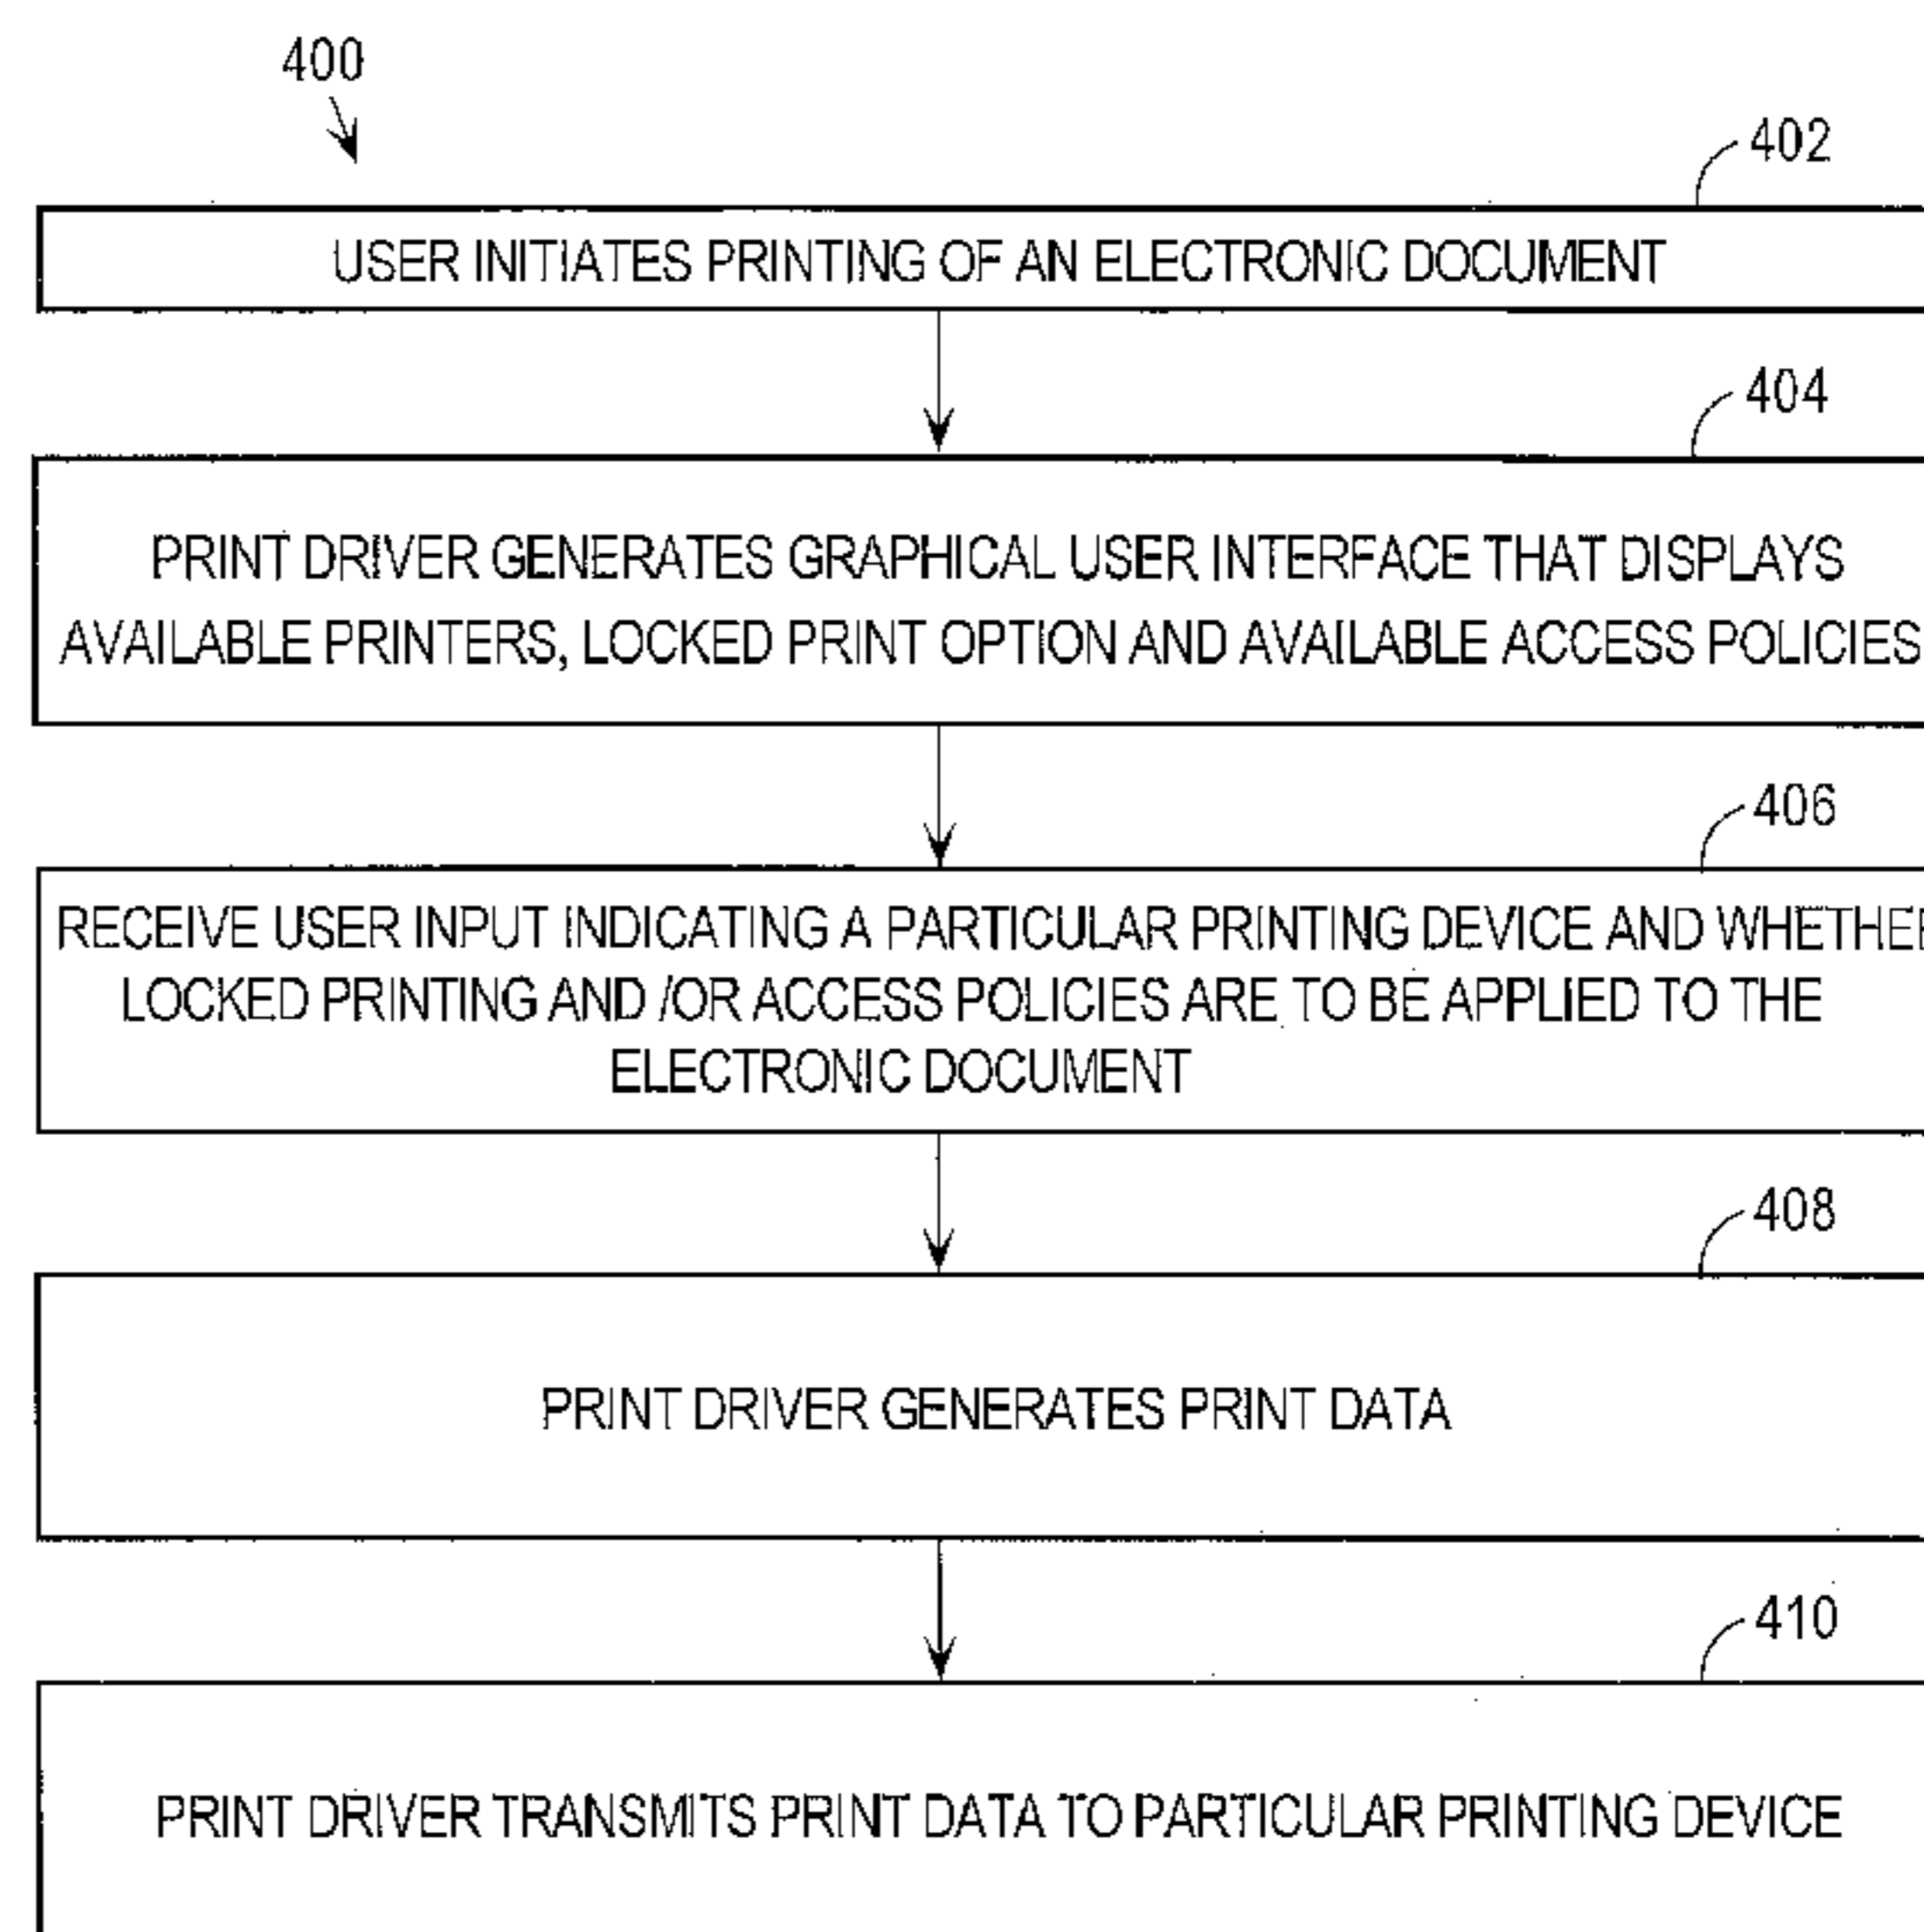 400
402
USER INITIATES PRINTING OF AN ELECTRONIC DOCUMENT
404
PRINT DRIVER GENERATES GRAPHICAL USER INTERFACE THAT DISPLAYS
AVAILABLE PRINTERS, LOCKED PRINT OPTION AND AVAILABLE ACCESS POLICIES
406
RECEIVE USER INPUT INDICATING A PARTICULAR PRINTING DEVICE AND WHETHER
LOCKED PRINTING AND /OR ACCESS POLICIES ARE TO BE APPLIED TO THE
ELECTRONIC DOCUMENT
408
PRINT DRIVER GENERATES PRINT DATA
410
PRINT DRIVER TRANSMITS PRINT DATA TO PARTICULAR PRINTING DEVICE